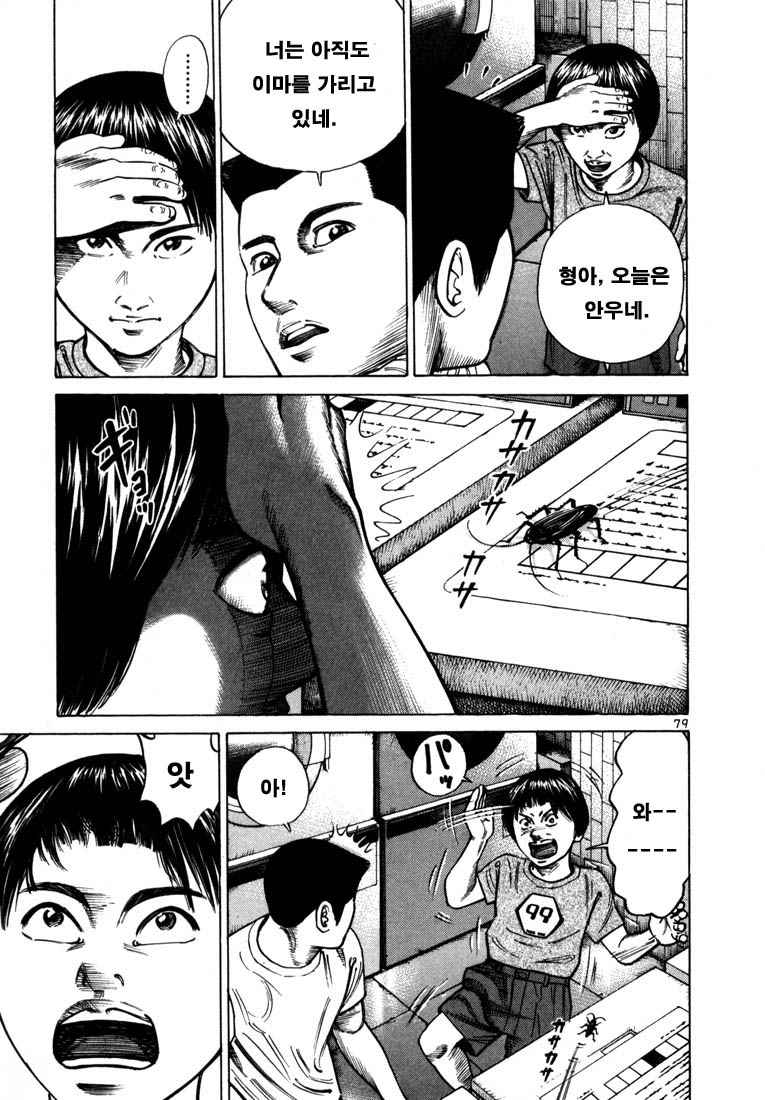 형아, 오늘은
안우네.
너는 아직도
이마를 가리고
있네.
………
カサカサ
カサ
ギョッ
79
와--
----
パッ
99
아!
カサカサ
앗